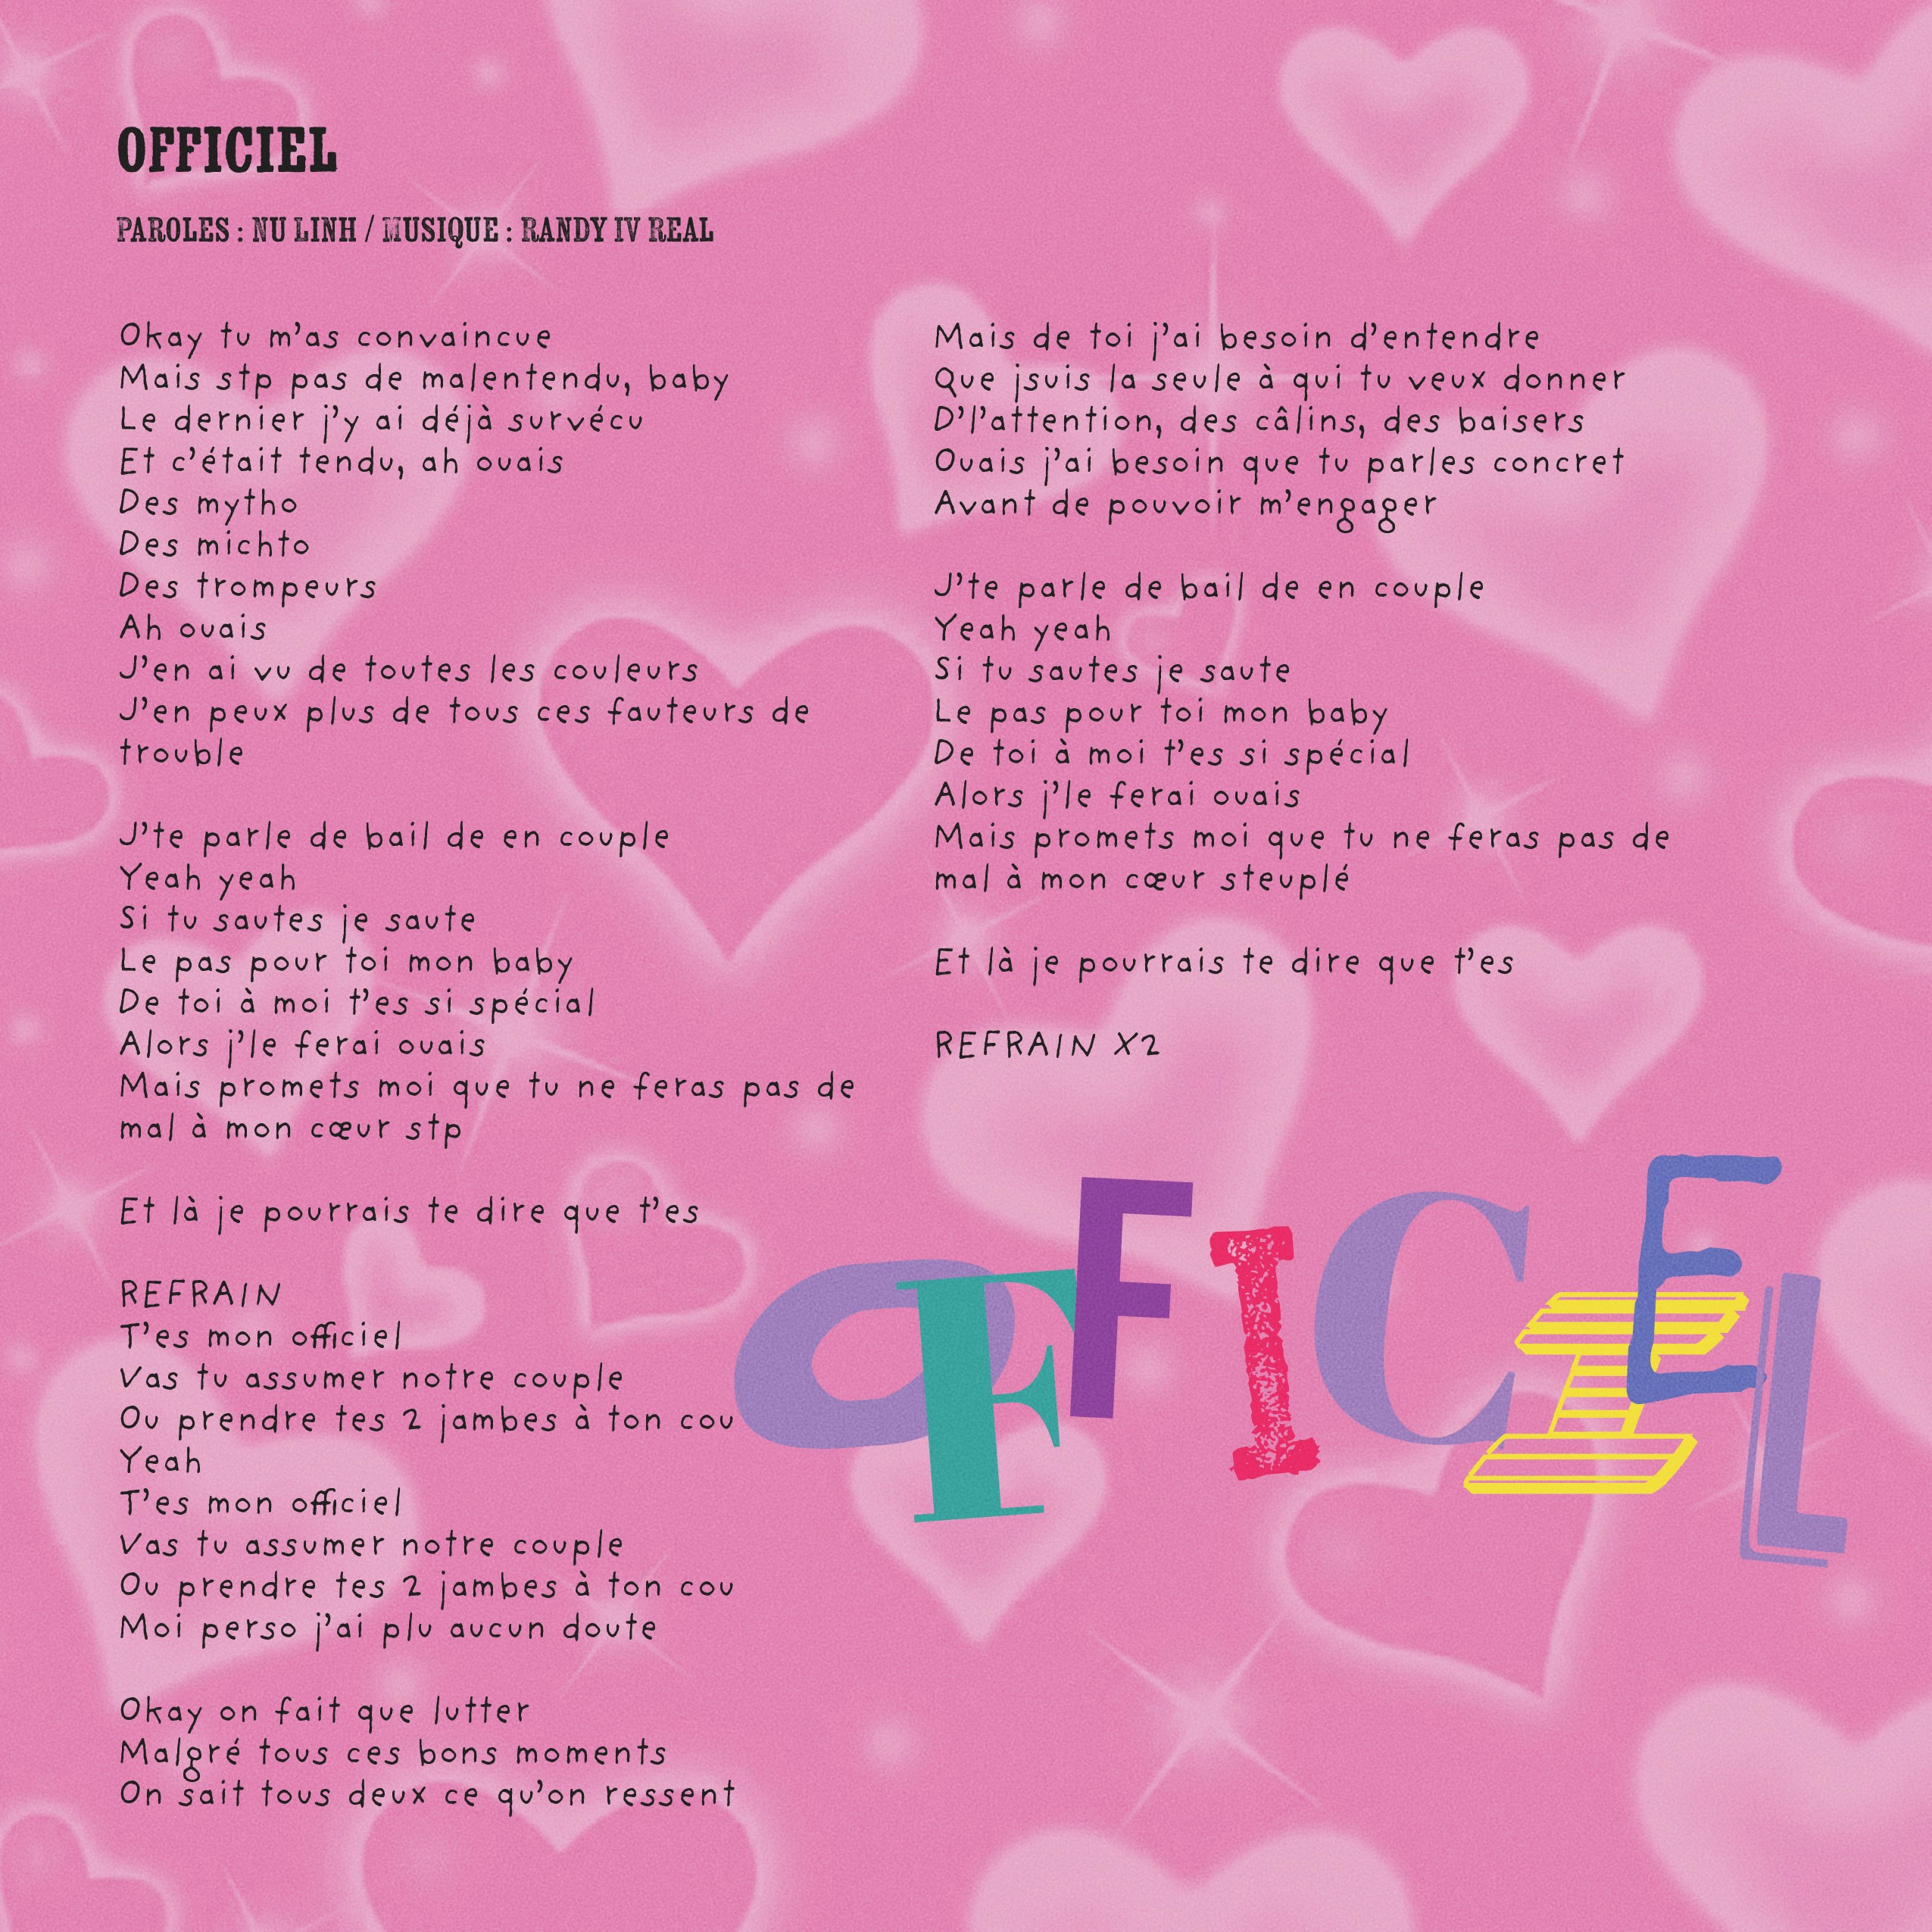 OFFICIEL
PAROLES : NU LINH / MUSIQUE : RANDY IV REAL
Okay tu m'as convaincue
Mais stp pas de malentendu, baby
Le dernier j'y ai déjà survécu
Et c'était tendu, ah ouais
Des mytho
Des michto
Des trompeurs
Ah ouais
J'en ai vu de toutes les couleurs
J'en peux plus de tous ces fauteurs de
trouble
J'te parle de bail de en couple
Yeah yeah
Si tu sautes je saute
Le pas pour toi mon baby
De toi à moi t'es si spécial
Alors j'le ferai ouais
Mais promets moi que tu ne feras pas de
mal à mon cœur stp
Et là je pourrais te dire que t'es
REFRAIN
T'es mon officiel
Vas tu assumer notre couple
Ou prendre tes 2 jambes à ton cou
Yeah
T'es mon officiel
Vas tu assumer notre couple
Ou prendre tes 2 jambes à ton cou
Moi perso j'ai plu aucun doute
Okay on fait que lutter
Malgré tous ces bons moments
On sait tous deux ce qu'on ressent
Mais de toi j'ai besoin d'entendre
Que jsuis la seule à qui tu veux donner
D'l'attention, des câlins, des baisers
Ouais j'ai besoin que tu parles concret
Avant de pouvoir m'engager
J'te parle de bail de en couple
Yeah yeah
Si tu sautes je saute
Le pas pour toi mon baby
De toi à moi t'es si spécial
Alors j'le ferai ouais
Mais promets moi que tu ne feras pas de
mal à mon cœur steuplé
Et là je pourrais te dire que t'es
REFRAIN X2
OFFICIEL